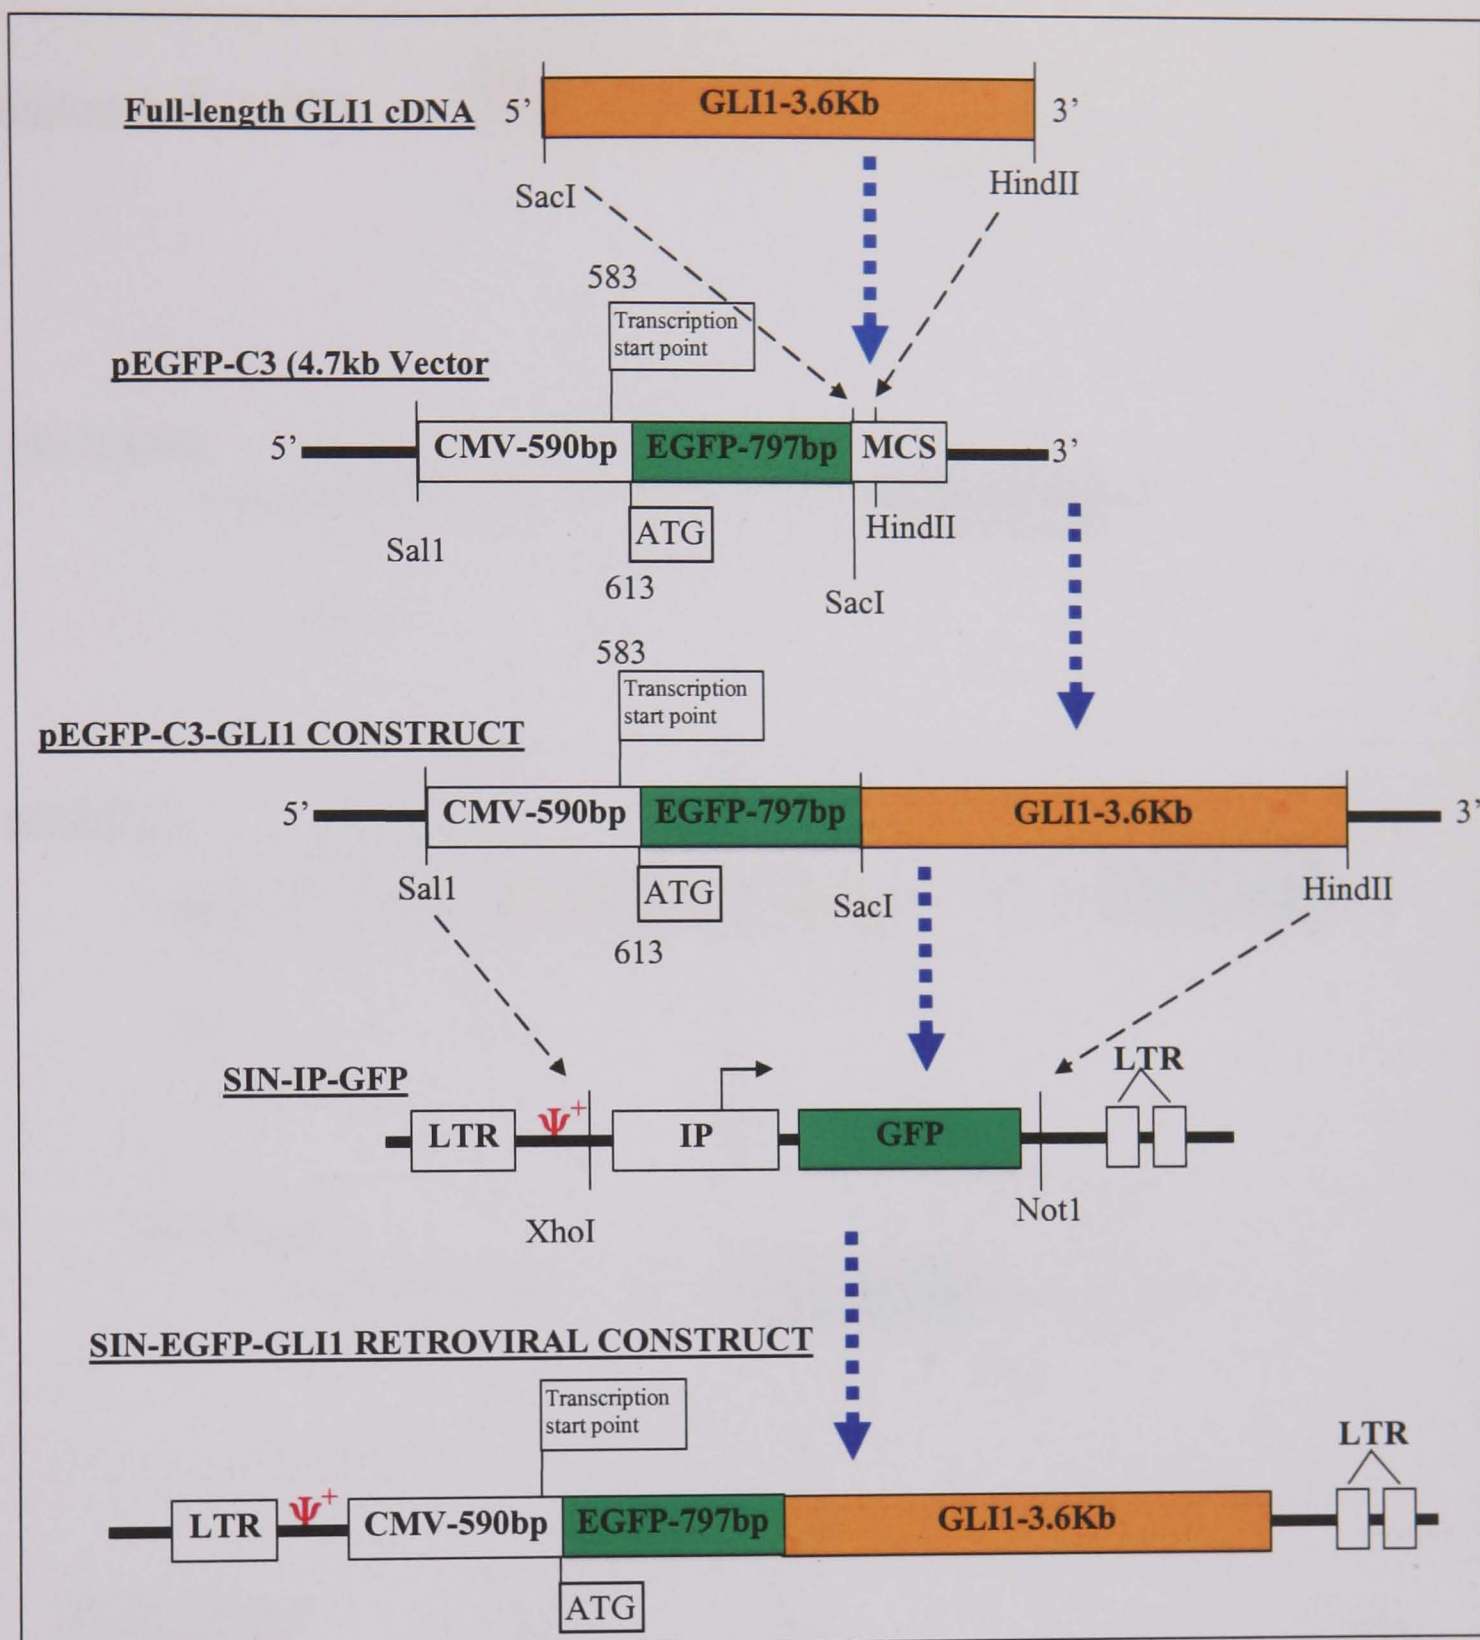 Full-length GLI1 cDNA 5’ GLI1-3.6Kb 3’
SacI HindII
583
Transcription
start point
pEGFP-C3 (4.7kb Vector
5’ CMV-590bp EGFP-797bp MCS 3’
Sal1 ATG HindII
613 SacI
583
Transcription
start point
pEGFP-C3-GLI1 CONSTRUCT
5’ CMV-590bp EGFP-797bp GLI1-3.6Kb 3’
Sal1 ATG SacI HindII
613
SIN-IP-GFP LTR
LTR Ψ+ IP GFP
XhoI Not1
SIN-EGFP-GLI1 RETROVIRAL CONSTRUCT
Transcription
start point
LTR
LTR Ψ+ CMV-590bp EGFP-797bp GLI1-3.6Kb
ATG